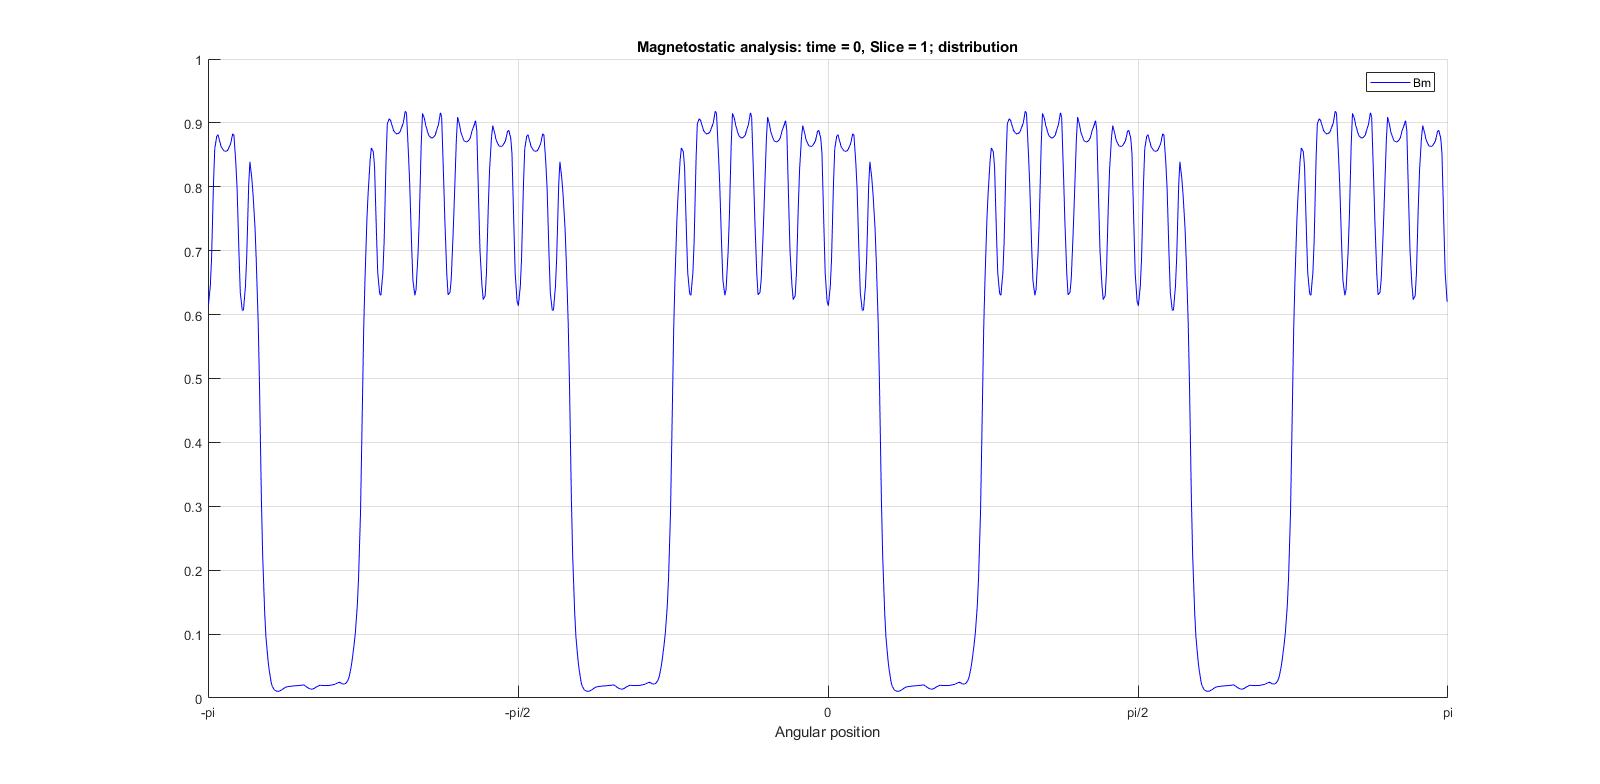 Magnetostatic analysis: time = 0, Slice = 1; distribution
Bm
1
0.9
0.8
0.7
0.6
0.5
0.4
0.3
0.2
0.1
0
-pi
-pi/2
0
pi/2
pi
Angular position